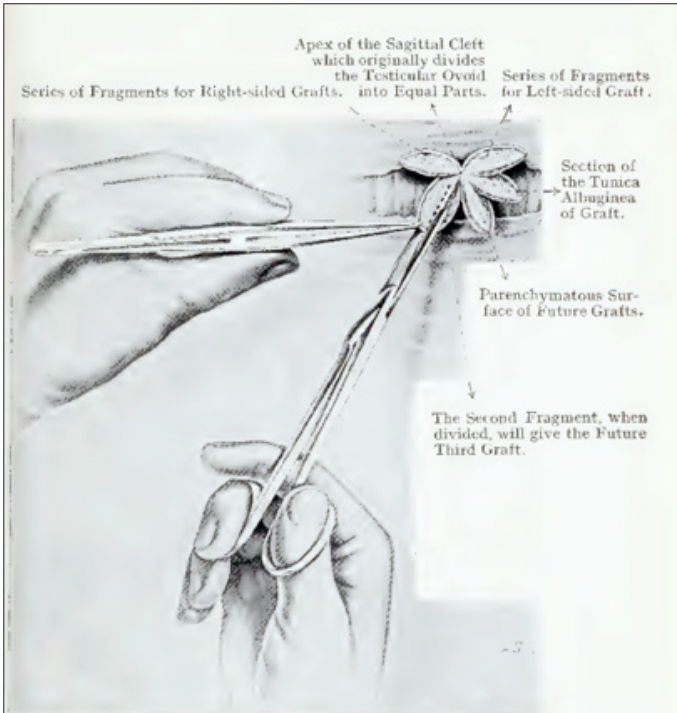 Apex of the Sagittal Cleft
which originally divides
the Testicular Ovoid
into Equal Parts.
Series of Fragments for Right-sided Grafts.
Series of Fragments
for Left-sided Graft.
Section of
the Tunica
Albuginea
of Graft.
Parenchymatous Sur-
face of Future Grafts.
The Second Fragment, when
divided, will give the Future
Third Graft.